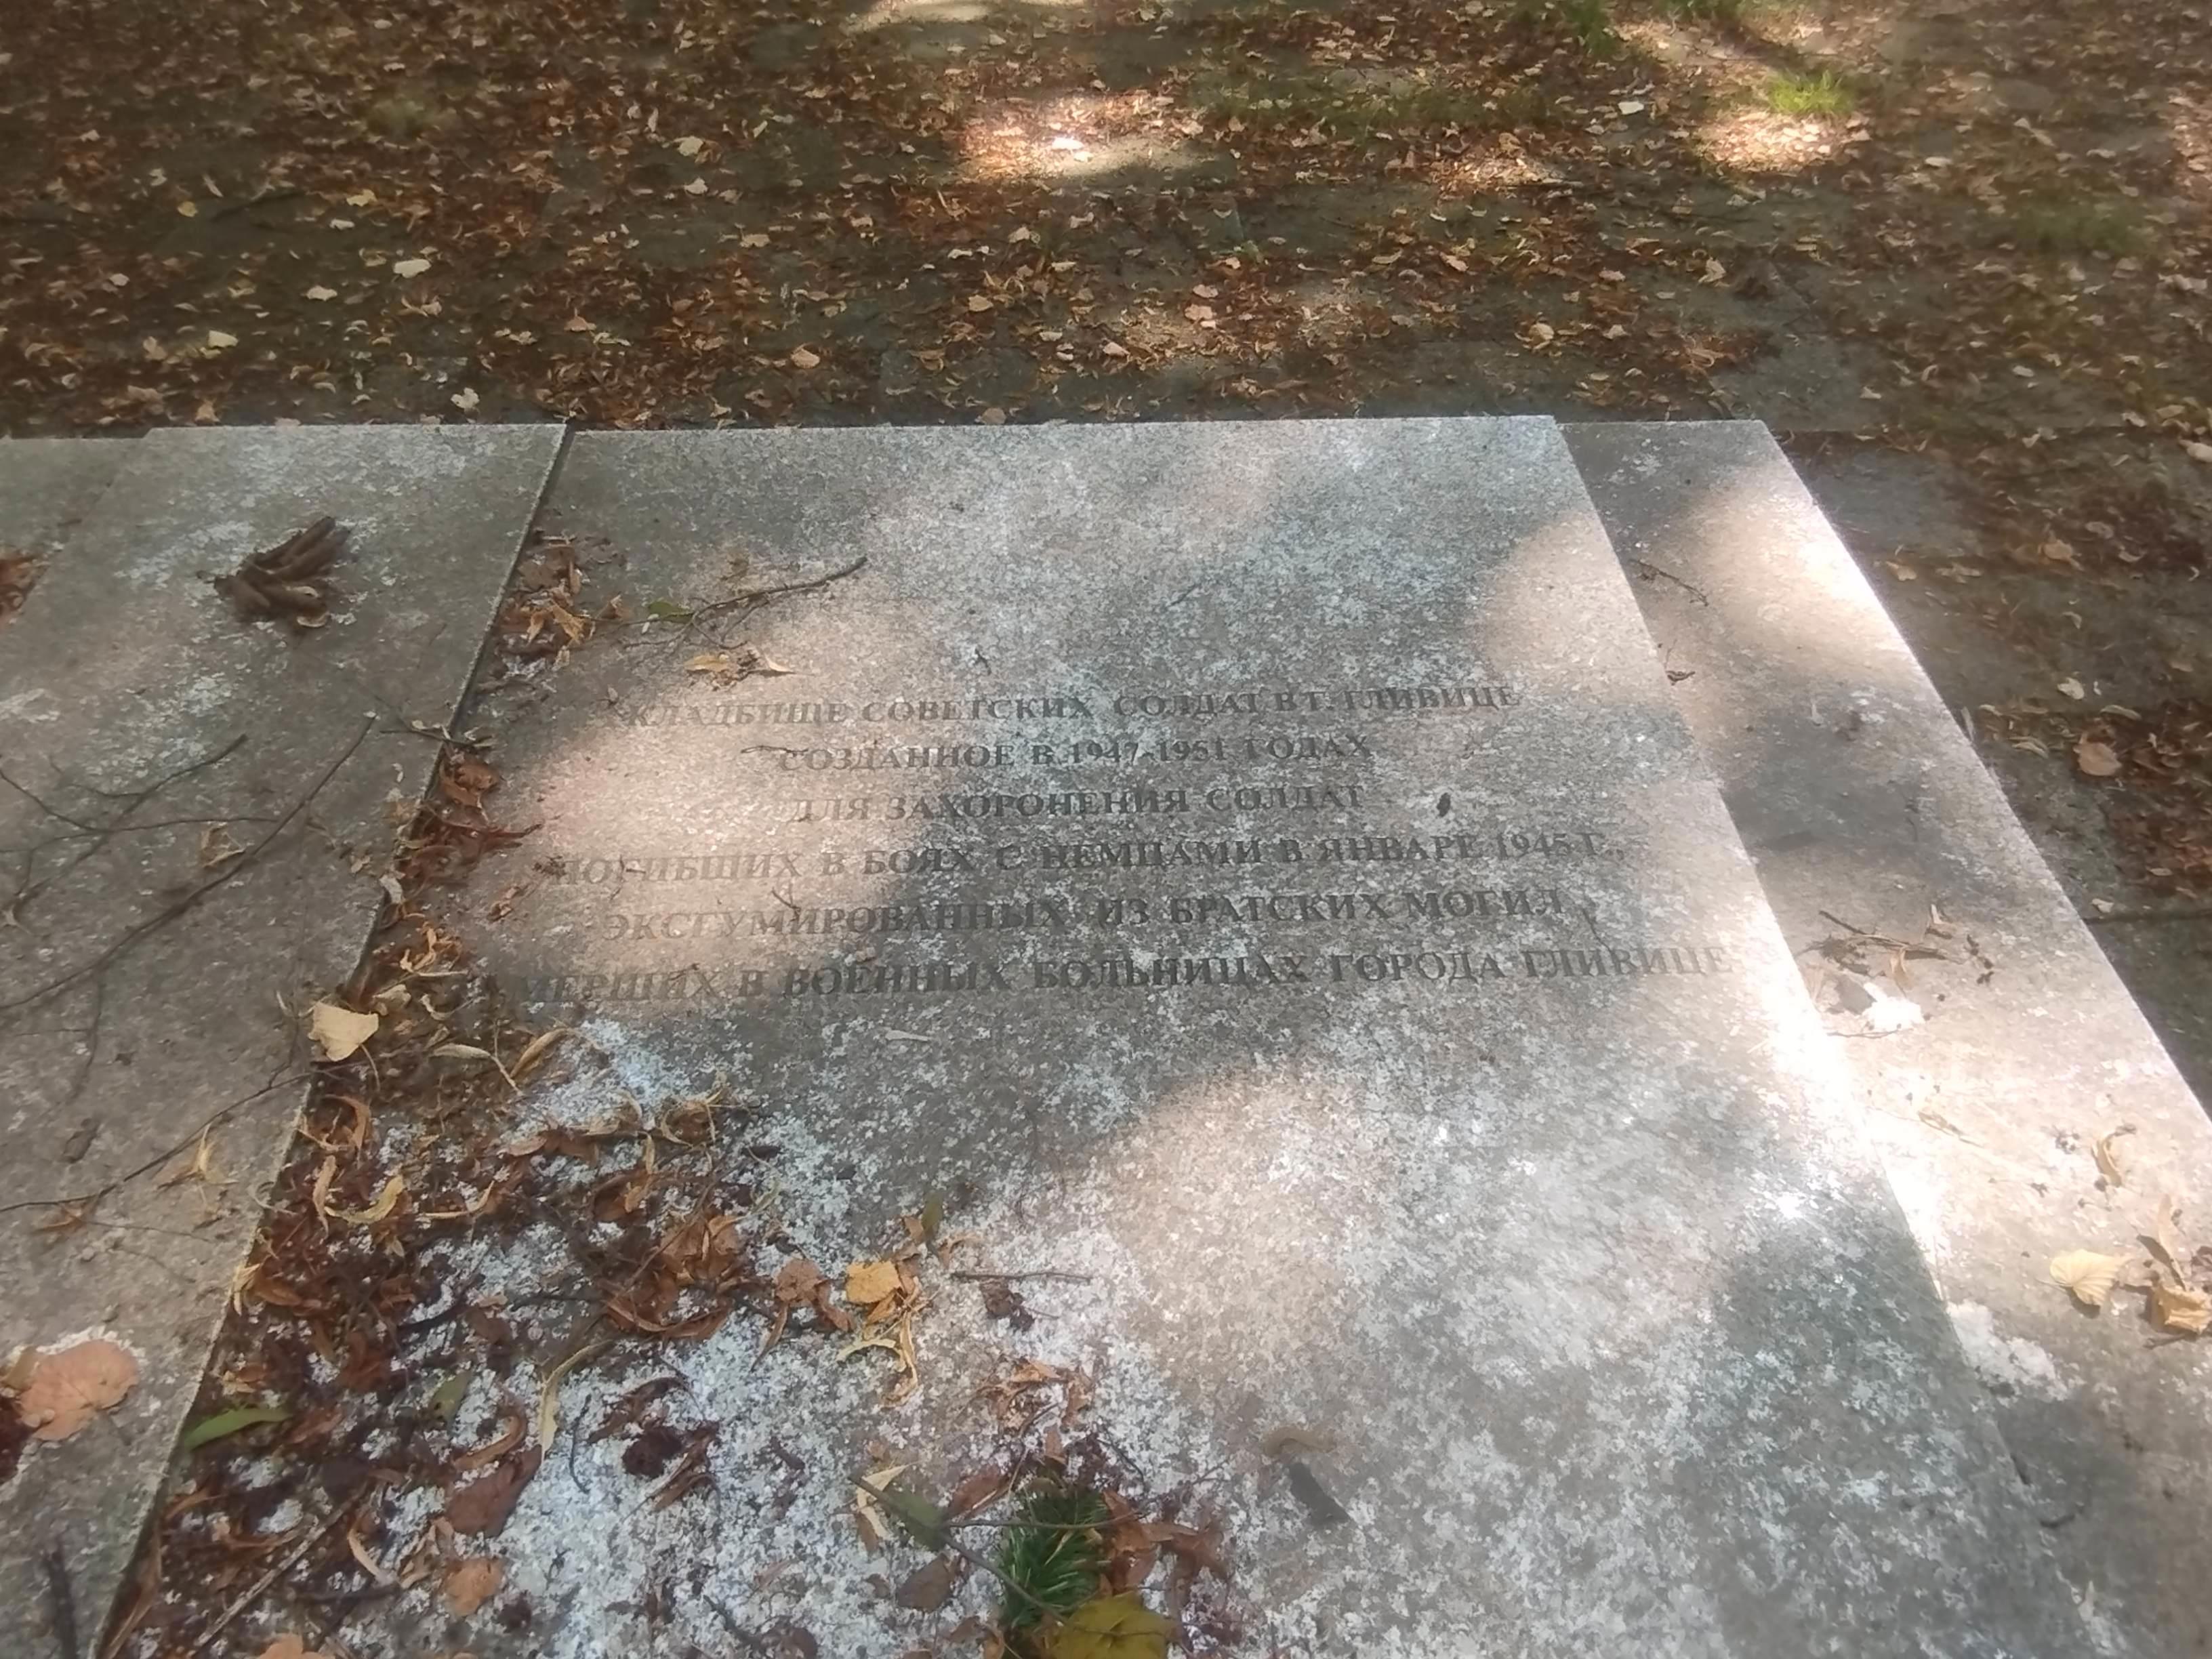 КЛАДБИЩЕ СОВЕТСКИХ СОЛДАТ В Г. ГЛИВИЦЕ
СОЗДАННОЕ В 1947-1951 ГОДАХ
ДЛЯ ЗАХОРОНЕНИЯ СОЛДАТ
ПОГИБШИХ В БОЯХ С НЕМЦАМИ В ЯНВАРЕ 1945 Г.,
ЭКСГУМИРОВАННЫХ ИЗ БРАТСКИХ МОГИЛ
УМЕРШИХ В ВОЕННЫХ БОЛЬНИЦАХ ГОРОДА ГЛИВИЦЕ